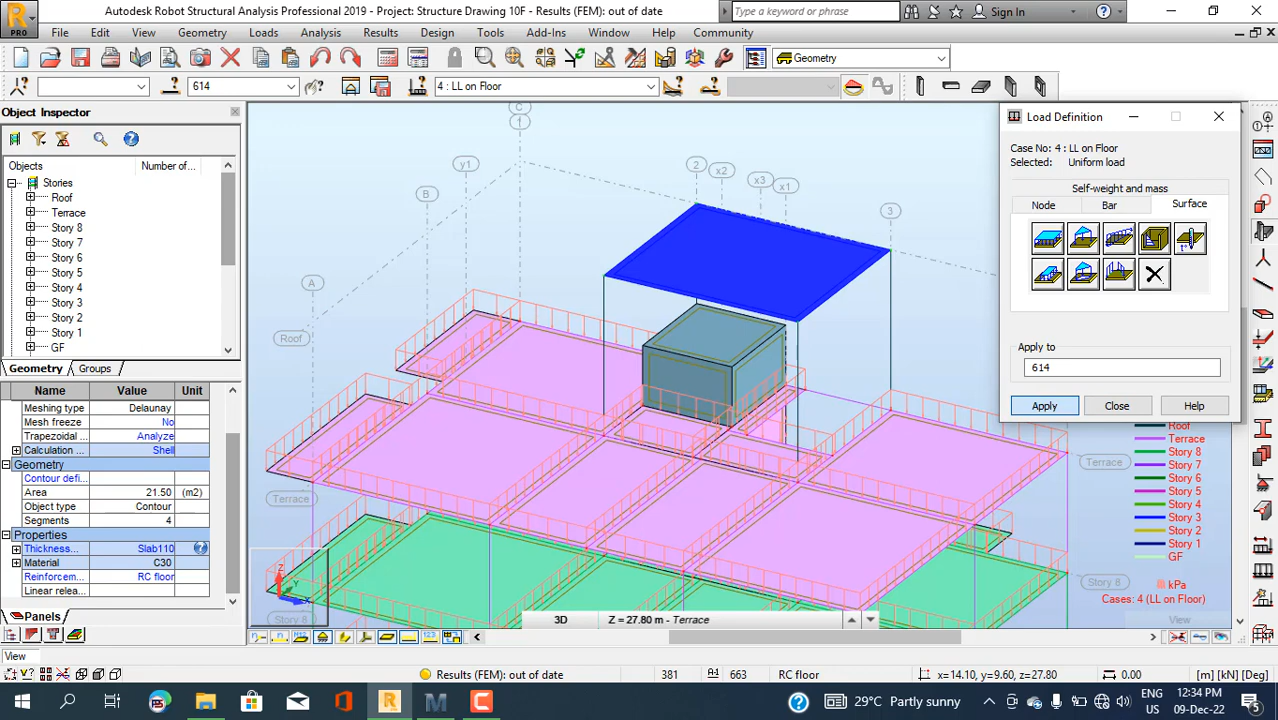 PRO
Autodesk Robot Structural Analysis Professional 2019 - Project: Structure Drawing 10F - Results (FEM): out of date
Type a keyword or phrase
Sign In
File Edit View Geometry Loads Analysis Results Design Tools Add-Ins Window Help Community
Geometry
614
4 : LL on Floor
Object Inspector
Objects Number of...
Stories
Roof
Terrace
Story 8
Story 7
Story 6
Story 5
Story 4
Story 3
Story 2
Story 1
GF
Geometry Groups
Name Value Unit
Meshing type Delaunay
Mesh freeze No
Trapezoidal ... Analyze
Calculation ... Shell
Geometry
Contour defi...
Area 21.50 (m2)
Object type Contour
Segments 4
Properties
Thickness... Slab110
Material C30
Reinforcem... RC floor
Linear relea...
Panels
View
C
1
y1
B
A
2
x2
x3
x1
3
Roof
Terrace
Story 8
Terrace
Story 8
Z
Y
X
Load Definition
Case No: 4 : LL on Floor
Selected: Uniform load
Self-weight and mass
Node Bar Surface
Apply to
614
Apply Close Help
Roof
Terrace
Story 8
Story 7
Story 6
Story 5
Story 4
Story 3
Story 2
Story 1
GF
kPa
Cases: 4 (LL on Floor)
View
3D Z = 27.80 m - Terrace
Results (FEM): out of date 381 663 RC floor x=14.10, y=9.60, z=27.80 0.00 [m] [kN] [Deg]
29°C Partly sunny
ENG
US
12:34 PM
09-Dec-22
5